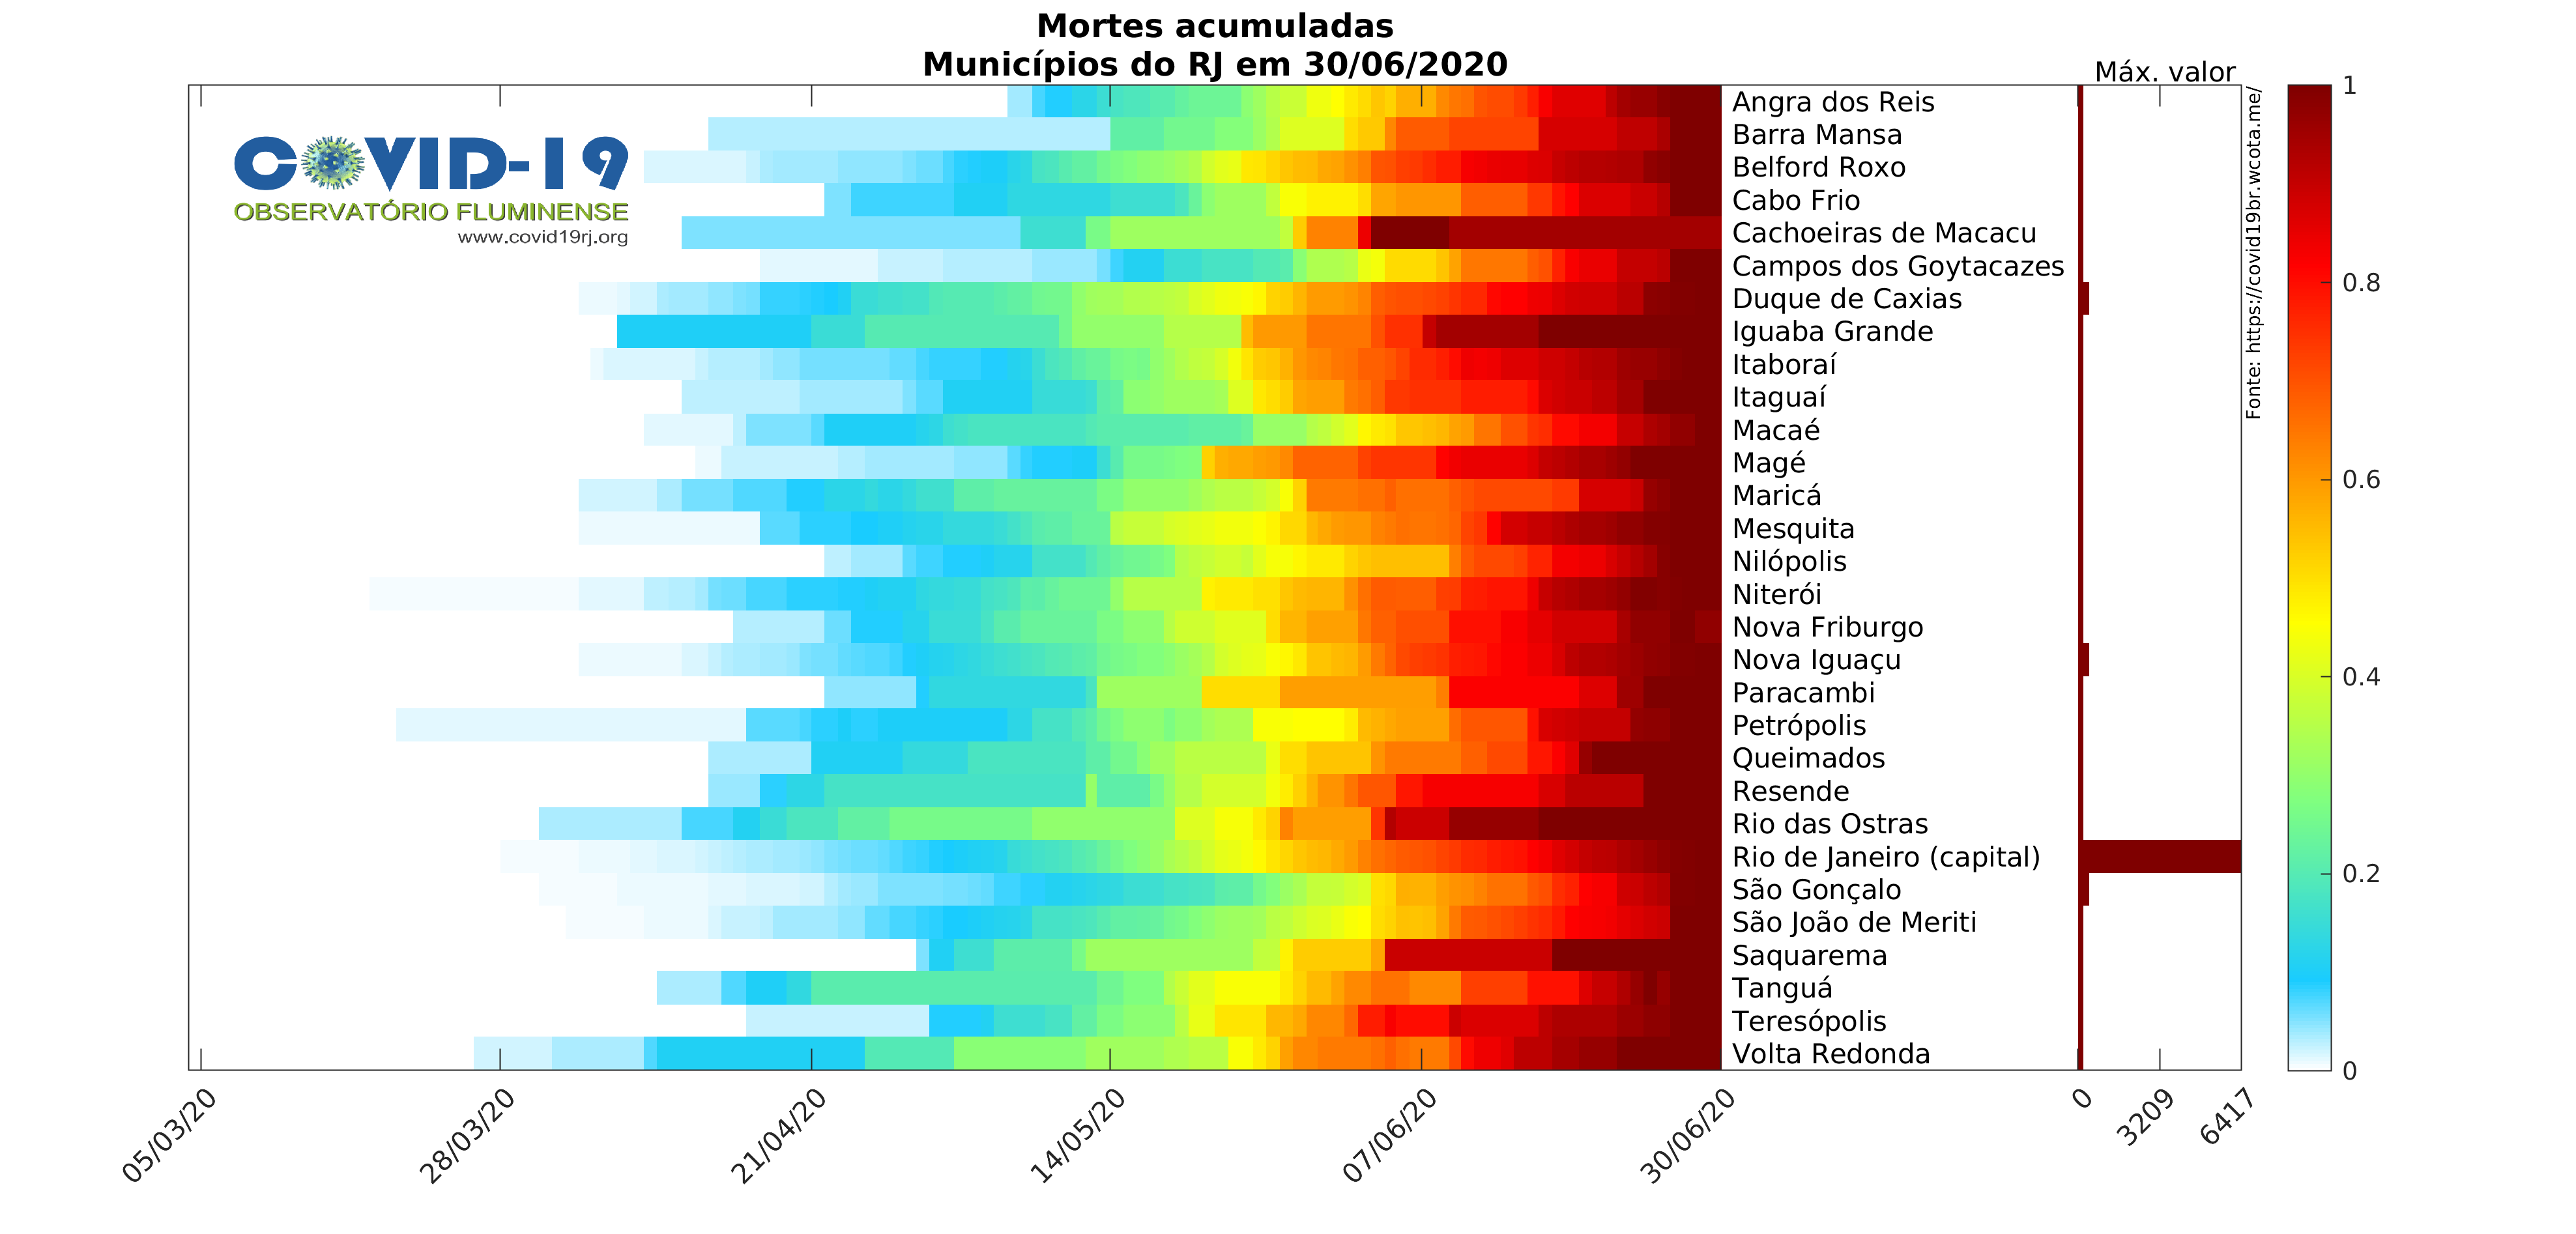 Mortes acumuladas
Municípios do RJ em 30/06/2020
Máx. valor
COVID-19
OBSERVATÓRIO FLUMINENSE
www.covid19rj.org
Angra dos Reis
Barra Mansa
Belford Roxo
Cabo Frio
Cachoeiras de Macacu
Campos dos Goytacazes
Duque de Caxias
Iguaba Grande
Itaboraí
Itaguaí
Macaé
Magé
Maricá
Mesquita
Nilópolis
Niterói
Nova Friburgo
Nova Iguaçu
Paracambi
Petrópolis
Queimados
Resende
Rio das Ostras
Rio de Janeiro (capital)
São Gonçalo
São João de Meriti
Saquarema
Tanguá
Teresópolis
Volta Redonda
05/03/20
28/03/20
21/04/20
14/05/20
07/06/20
30/06/20
0
3209
6417
Fonte: https://covid19br.wcota.me/
1
0.8
0.6
0.4
0.2
0